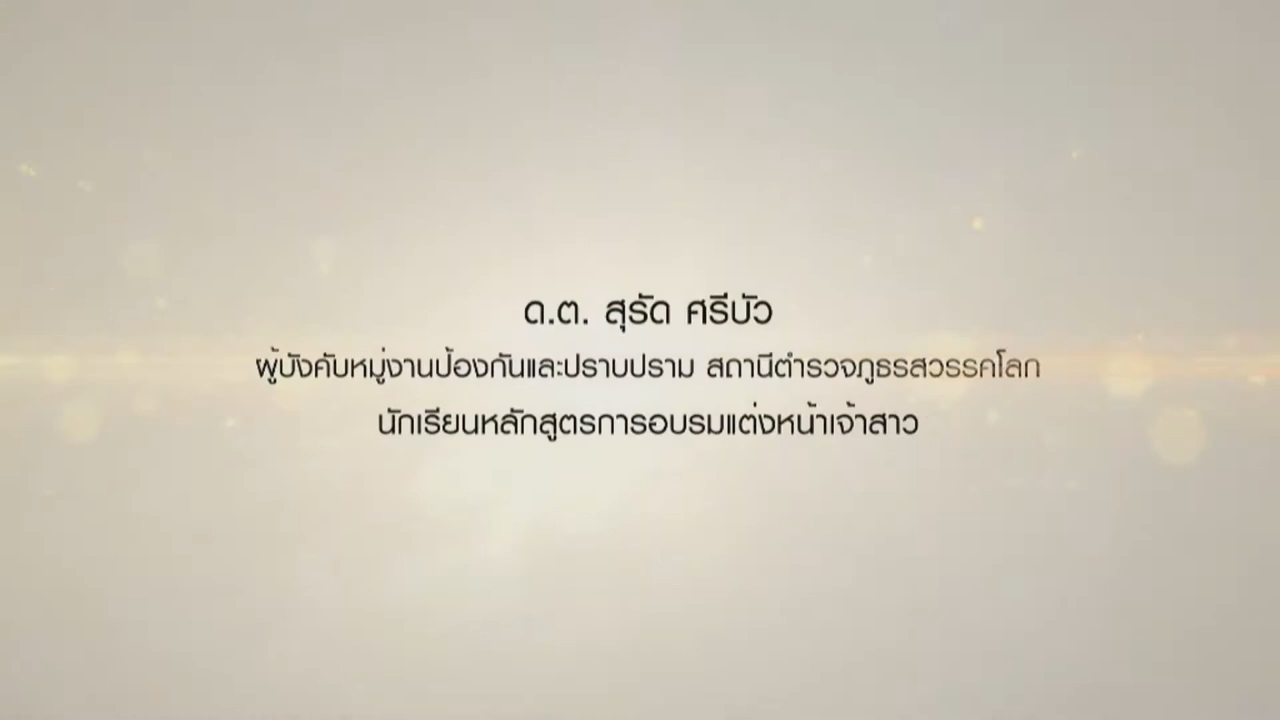 ด.ต. สุรัด ศรีบัว
ผู้บังคับหมู่งานป้องกันและปราบปราม สถานีตำรวจภูธรสวรรคโลก
นักเรียนหลักสูตรการอบรมแต่งหน้าเจ้าสาว